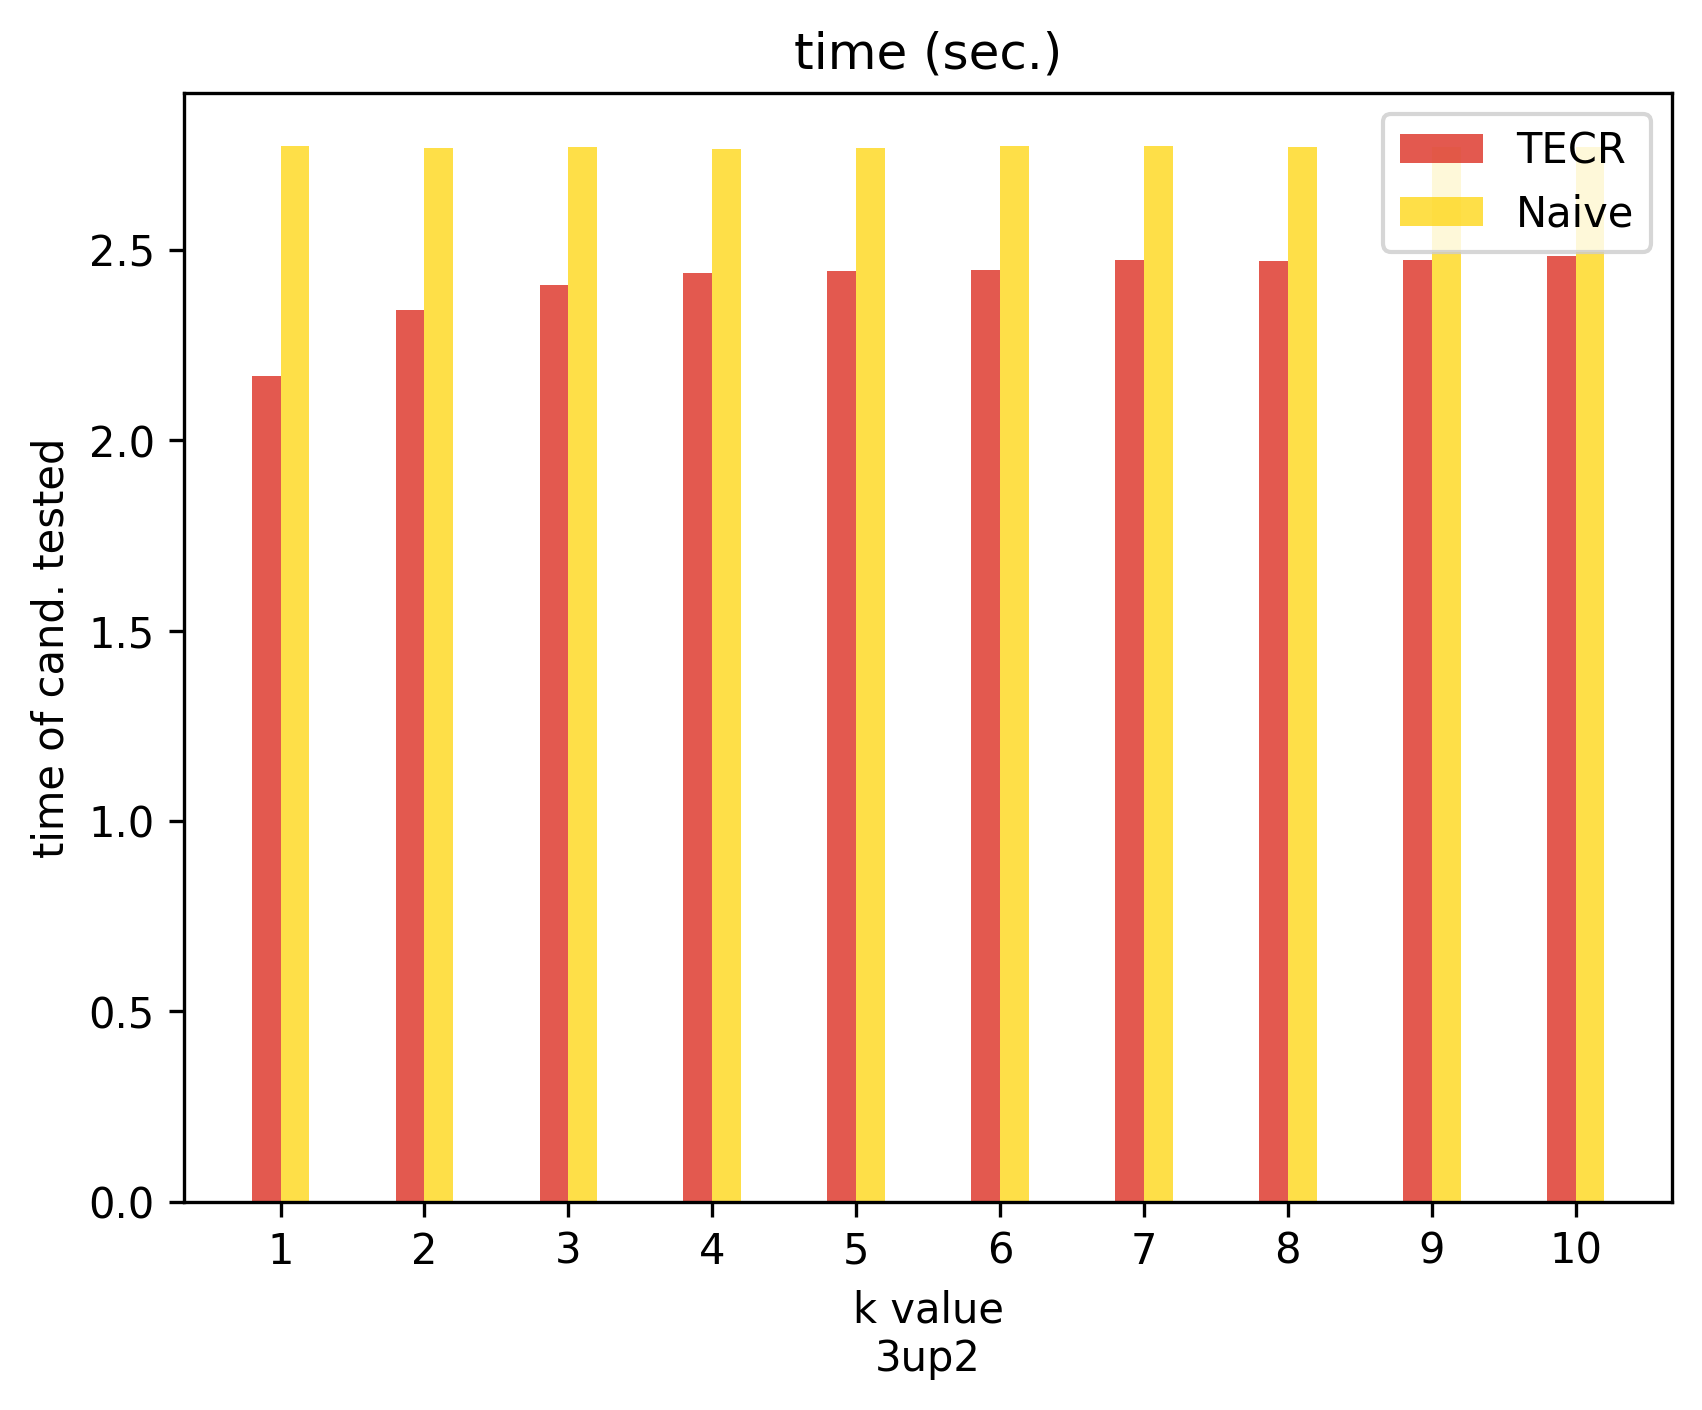 time (sec.)
TECR
Naive
time of cand. tested
2.5
2.0
1.5
1.0
0.5
0.0
1 2 3 4 5 6 7 8 9 10
k value
3up2